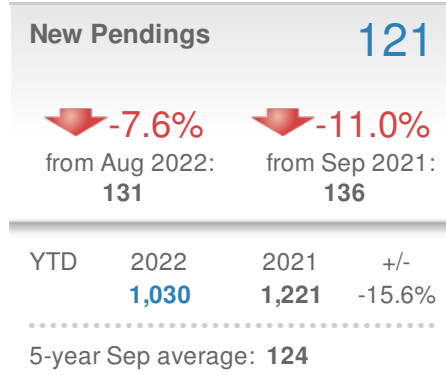 New Pendings 121
-7.6% -11.0%
from Aug 2022: from Sep 2021:
131 136
YTD 2022 2021 +/-
1,030 1,221 -15.6%
5-year Sep average: 124